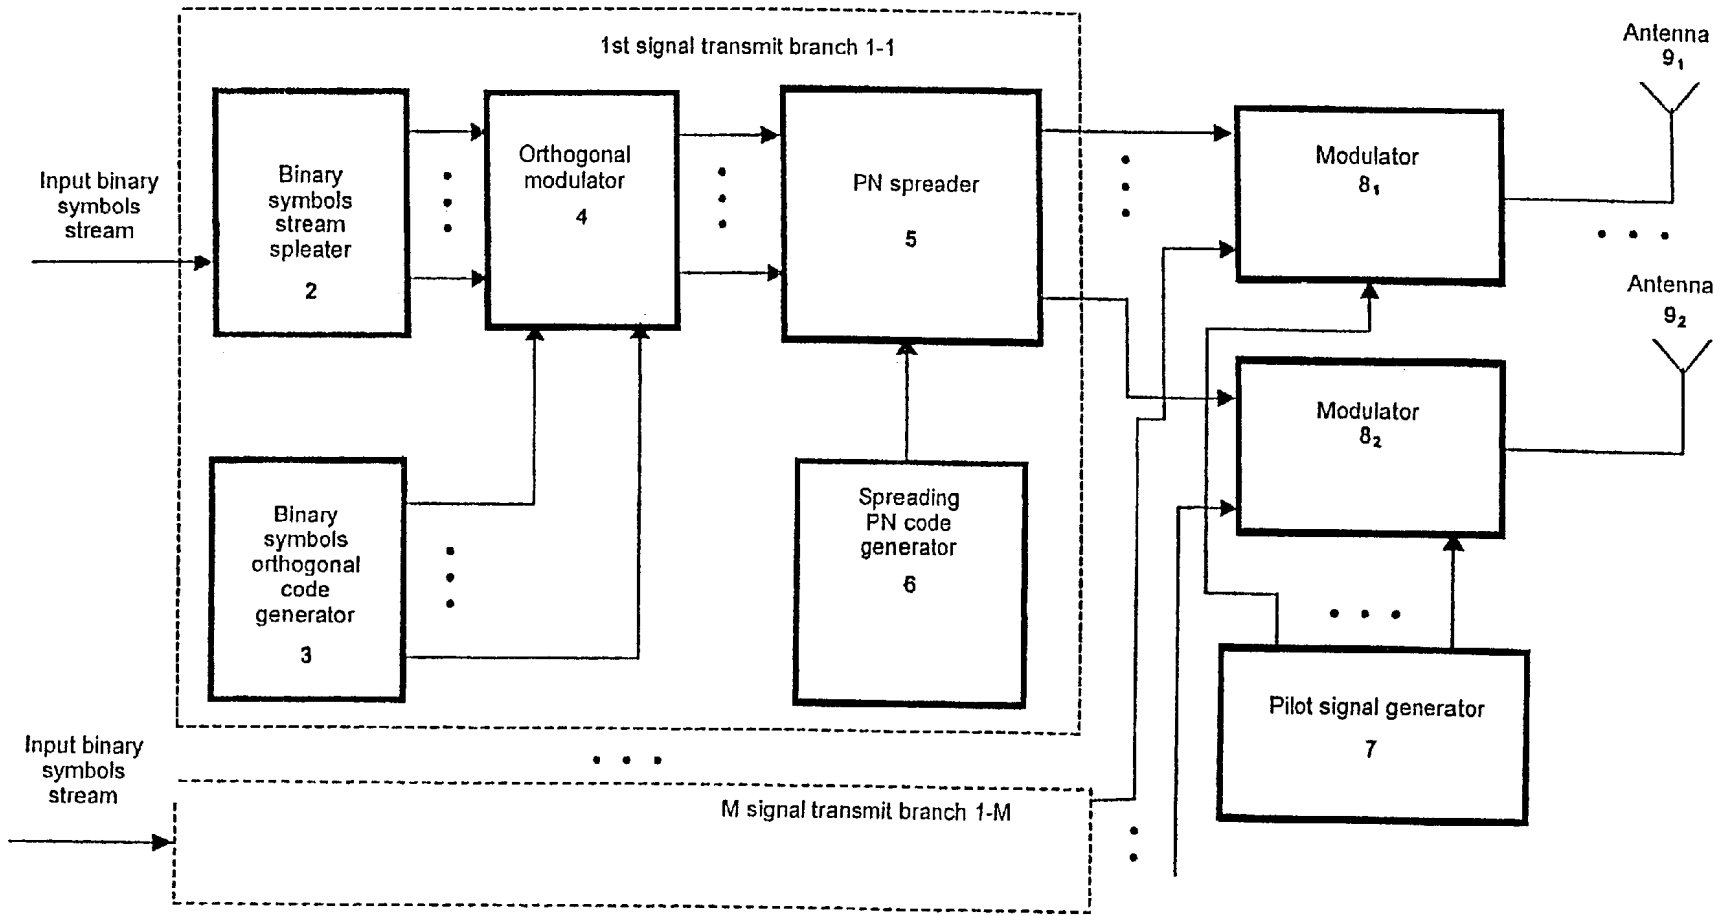 1st signal transmit branch 1-1
Antenna
9₁
Input binary
symbols
stream
Binary
symbols
stream
spleater
2
Orthogonal
modulator
4
PN spreader
5
Modulator
8₁
Antenna
9₂
Modulator
8₂
Binary
symbols
orthogonal
code
generator
3
Spreading
PN code
generator
6
Pilot signal generator
7
Input binary
symbols
stream
M signal transmit branch 1-M